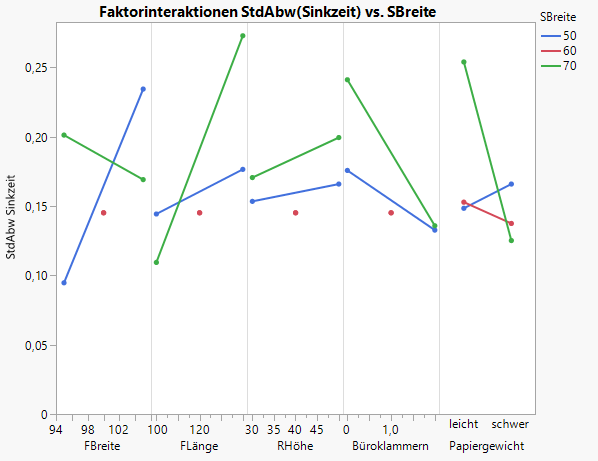 Faktorinteraktionen StdAbw(Sinkzeit) vs. SBreite
SBreite
50
60
70
StdAbw Sinkzeit
0,25
0,20
0,15
0,10
0,05
0
94 98 102 100 120 30 35 40 45 0 1,0 leicht schwer
FBreite FLänge RHöhe Büroklammern Papiergewicht